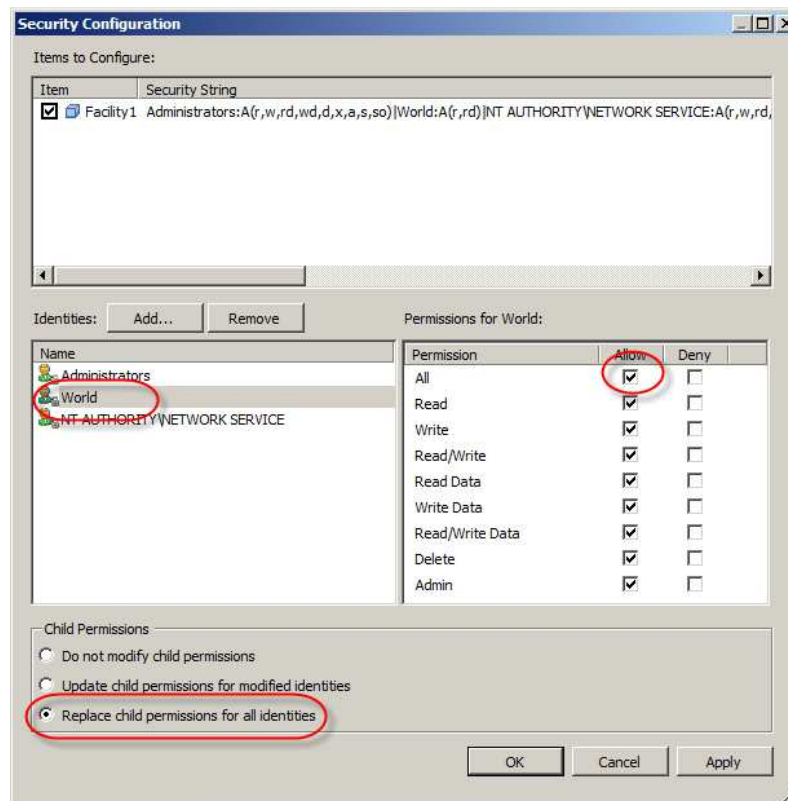 Security Configuration
Items to Configure:
Item Security String
Facility1 Administrators:A(r,w,rd,wd,d,x,a,s,so)|World:A(r,rd)|NT AUTHORITY\NETWORK SERVICE:A(r,w,rd,
Identities: Add... Remove Permissions for World:
Name Permission Allow Deny
Administrators All
World Read
NT AUTHORITY\NETWORK SERVICE Write
Read/Write
Read Data
Write Data
Read/Write Data
Delete
Admin
Child Permissions
Do not modify child permissions
Update child permissions for modified identities
Replace child permissions for all identities
OK Cancel Apply